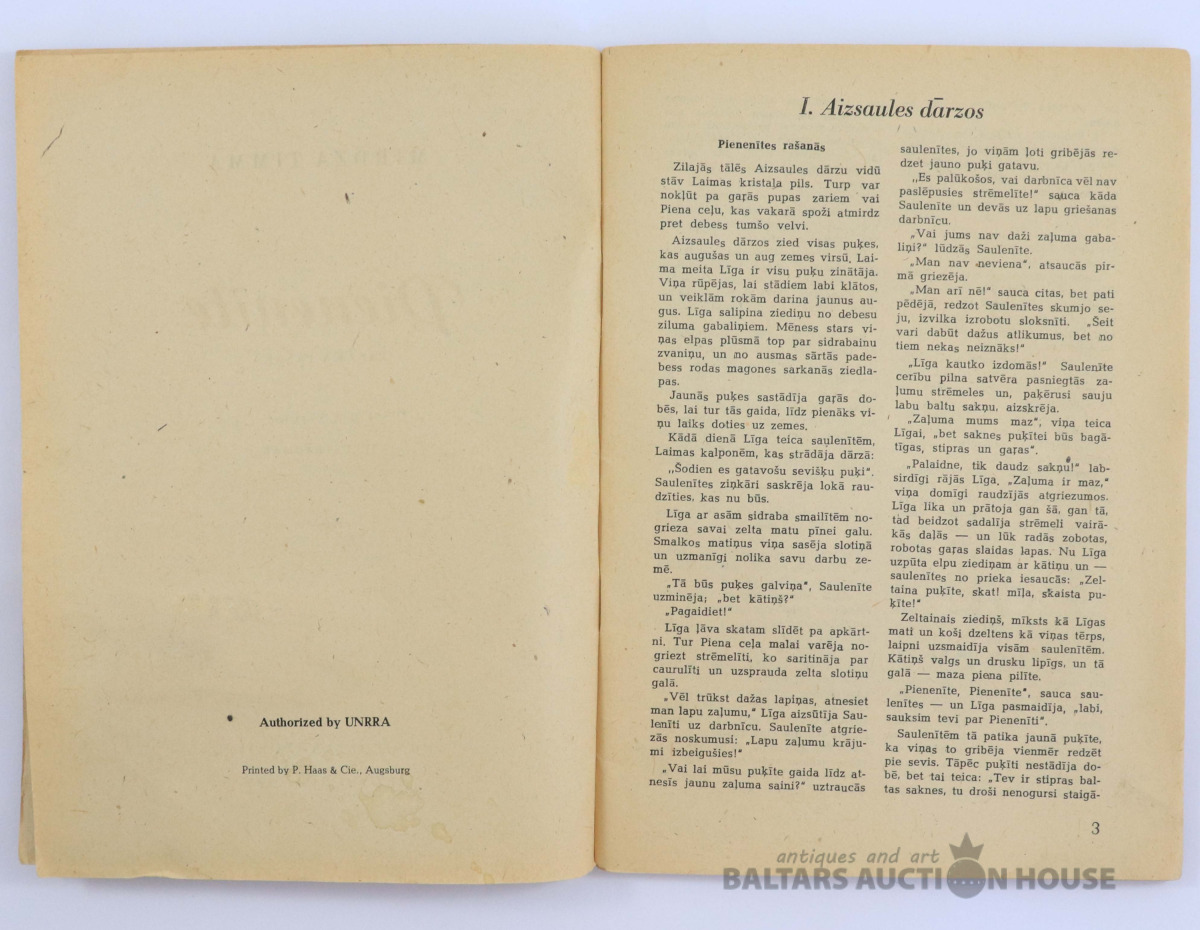 Authorized by UNRRA
Printed by P. Haas & Cie., Augsburg
I. Aizsaules dārzos
Pienenītes rašanās
Zilajās tālēs Aizsaules dārzu vidū
stāv Laimas kristaļa pils. Turp var
nokļūt pa gaŗās pupas zariem vai
Piena ceļu, kas vakarā spoži atmirdz
pret debess tumšo velvi.
Aizsaules dārzos zied visas puķes,
kas augušas un aug zemes virsū. Lai-
ma meita Līga ir visu puķu zinātāja.
Viņa rūpējas, lai stādiem labi klātos,
un veiklām rokām darina jaunus au-
gus. Līga salipina ziediņu no debesu
ziluma gabaliņiem. Mēness stars vi-
ņas elpas plūsmā top par sidrabainu
zvaniņu, un no ausmas sārtās pade-
bess rodas magones sarkanās ziedla-
pas.
Jaunās puķes sastādīja gaŗās do-
bēs, lai tur tās gaida, līdz pienāks vi-
ņu laiks doties uz zemes.
Kādā dienā Līga teica saulenītēm,
Laimas kalponēm, kas strādāja dārzā:
„Šodien es gatavošu sevišķu puķi“.
Saulenītes ziņkāri saskrēja lokā rau-
dzīties, kas nu būs.
Līga ar asām sidraba smailītēm no-
grieza savai zelta matu pīnei galu.
Smalkos matiņus viņa sasēja slotiņā
un uzmanīgi nolika savu darbu ze-
mē.
„Tā būs puķes galviņa“, Saulenīte
uzminēja; „bet kātiņš?“
„Pagaidiet!“
Līga ļāva skatam slīdēt pa apkārt-
ni. Tur Piena ceļa malai varēja no-
griezt strēmelīti, ko saritināja par
caurulīti un uzsprauda zelta slotiņu
galā.
„Vēl trūkst dažas lapiņas, atnesiet
man lapu zaļumu,“ Līga aizsūtīja Sau-
lenīti uz darbnīcu. Saulenīte atgrie-
zās noskumusi: „Lapu zaļumu krāju-
mi izbeigušies!“
„Vai lai mūsu puķīte gaida līdz at-
nesīs jaunu zaļuma saini?“ uztraucās
saulenītes, jo viņām ļoti gribējās re-
dzet jauno puķi gatavu.
„Es palūkošos, vai darbnīca vēl nav
paslēpusies strēmelīte!“ sauca kāda
Saulenīte un devās uz lapu griešanas
darbnīcu.
„Vai jums nav daži zaļuma gaba-
liņi?“ lūdzās Saulenīte.
„Man nav neviena“, atsaucās pir-
mā griezēja.
„Man arī nē!“ sauca citas, bet pati
pēdējā, redzot Saulenītes skumjo se-
ju, izvilka izrobotu sloksnīti. „Šeit
vari dabūt dažus atlikumus, bet no
tiem nekas neiznāks!“
„Līga kautko izdomās!“ Saulenīte
cerību pilna satvēra pasniegtās za-
ļumu strēmeles un, paķērusi sauju
labu baltu sakņu, aizskrēja.
„Zaļuma mums maz“, viņa teica
Līgai, „bet saknes puķītei būs bagā-
tīgas, stipras un gaŗas“.
„Palaidne, tik daudz sakņu!“ lab-
sirdīgi rājās Līga. „Zaļuma ir maz,“
viņa domīgi raudzījās atgriezumos.
Līga lika un prātoja gan šā, gan tā,
tad beidzot sadalīja strēmeli vairā-
kās daļās — un lūk radās zobotas,
robotas gaŗas slaidas lapas. Nu Līga
uzpūta elpu ziediņam ar kātiņu un —
saulenītes no prieka iesaucās: „Zel-
taina puķīte, skat! mīļa, skaista pu-
ķīte!“
Zeltainais ziediņš, mīksts kā Līgas
mati un koši dzeltens kā viņas tērps,
laipni uzsmaidīja visām saulenītēm.
Kātiņš valgs un drusku lipīgs, un tā
galā — maza piena pilīte.
„Pienenīte, Pienenīte“, sauca sau-
lenītes — un Līga pasmaidīja, „labi,
sauksim tevi par Pienenīti“.
Saulenītēm tā patika jaunā puķīte,
ka viņas to gribēja vienmēr redzēt
pie sevis. Tāpēc puķīti nestādīja do-
bē, bet tai teica: „Tev ir stipras bal-
tas saknes, tu droši nenogursi staigā-
3
antiques and art
BALTARS AUCTION HOUSE